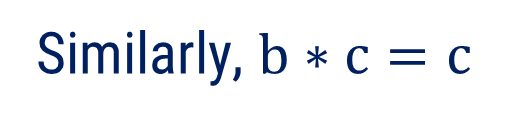 Similarly, b * c = c